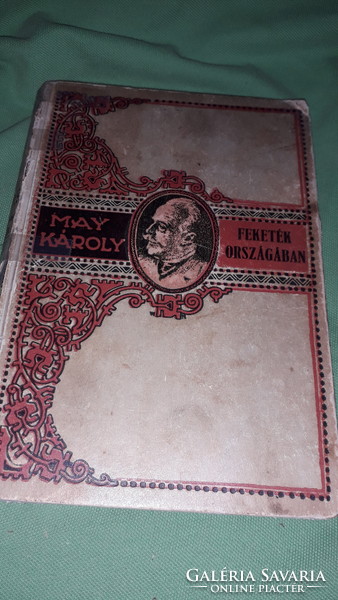 MAY
KÁROLY
FEKETÉK
ORSZÁGÁBAN
GALÉRIA SAVARIA
ONLINE PIACTÉR